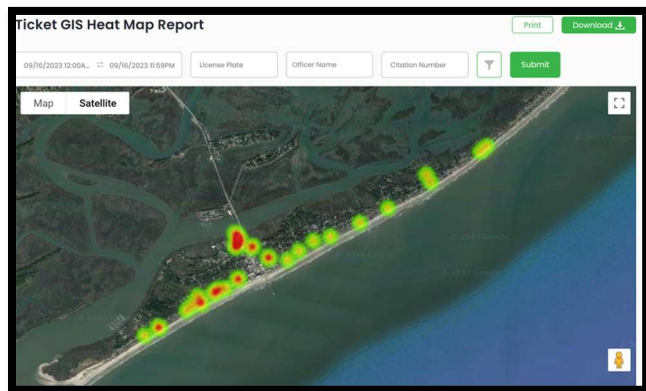 Ticket GIS Heat Map Report
Print
Download
09/16/2023 12:00A... 09/16/2023 11:59PM
License Plate
Officer Name
Citation Number
Submit
Map
Satellite